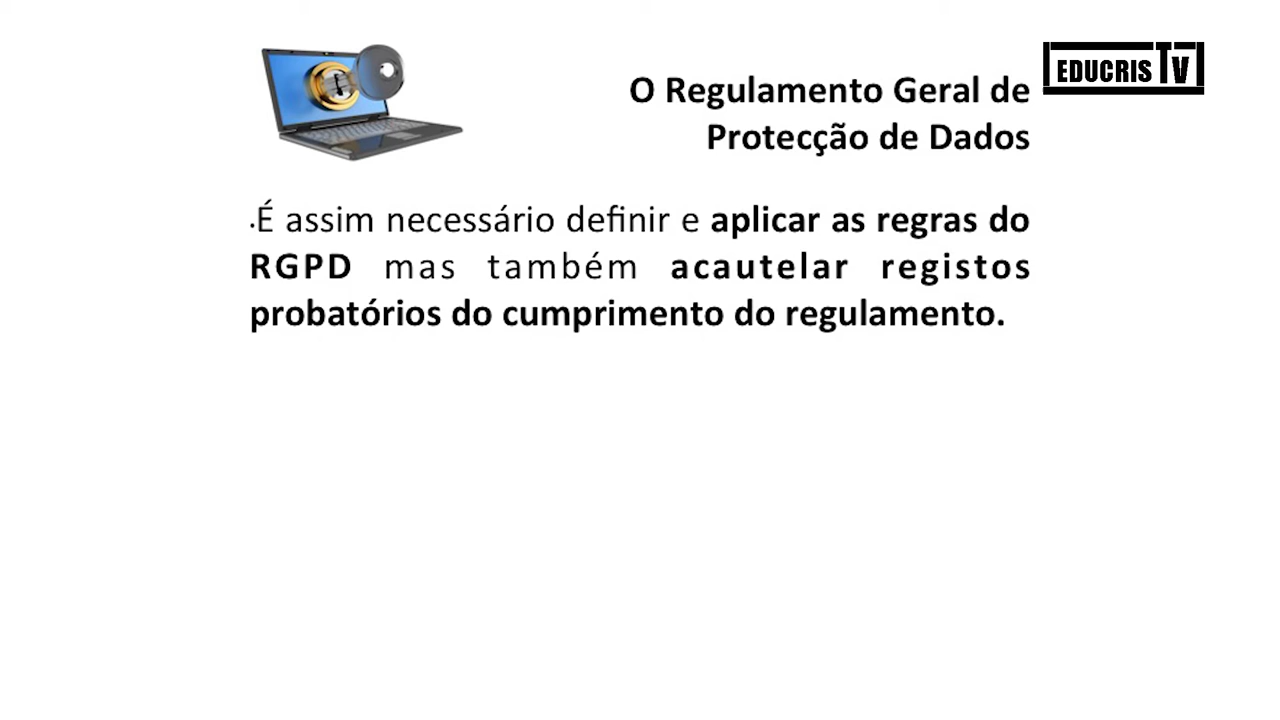 EDUCRIS TV
O Regulamento Geral de
Protecção de Dados
·É assim necessário definir e aplicar as regras do
RGPD mas também acautelar registos
probatórios do cumprimento do regulamento.